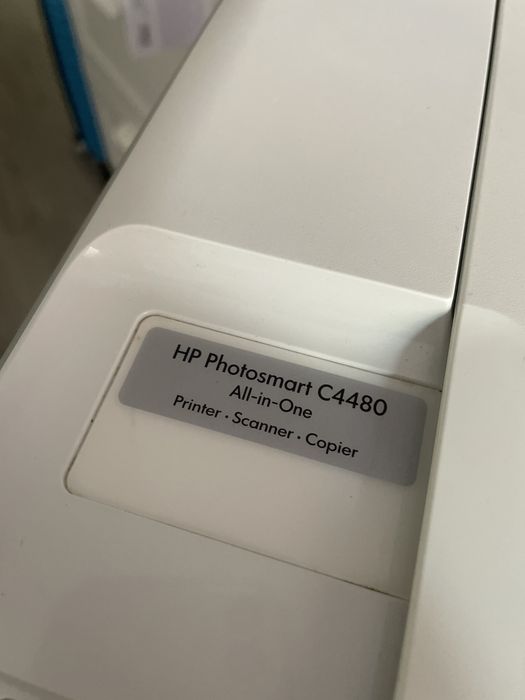 HP Photosmart C4480
All-in-One
Printer · Scanner · Copier